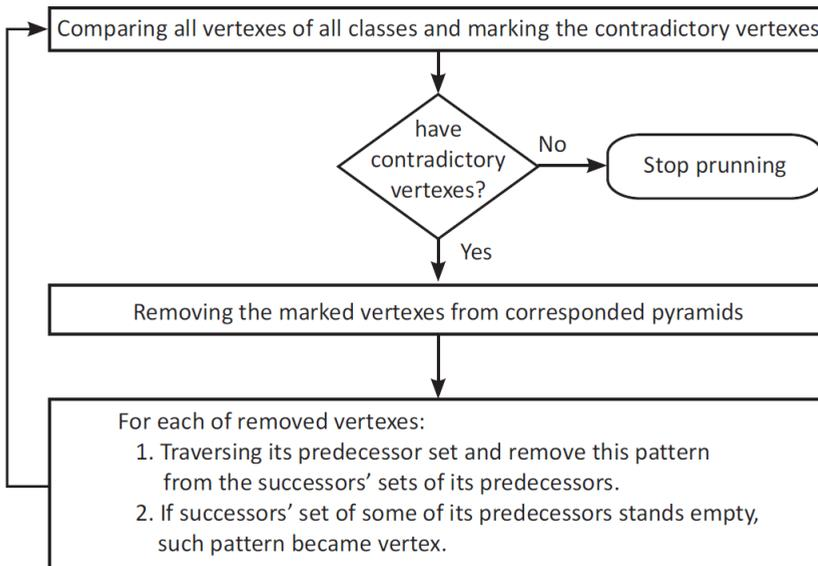 Comparing all vertexes of all classes and marking the contradictory vertexes
have
contradictory
vertexes?
No
Stop prunning
Yes
Removing the marked vertexes from corresponded pyramids
For each of removed vertexes:
1. Traversing its predecessor set and remove this pattern
from the successors’ sets of its predecessors.
2. If successors’ set of some of its predecessors stands empty,
such pattern became vertex.